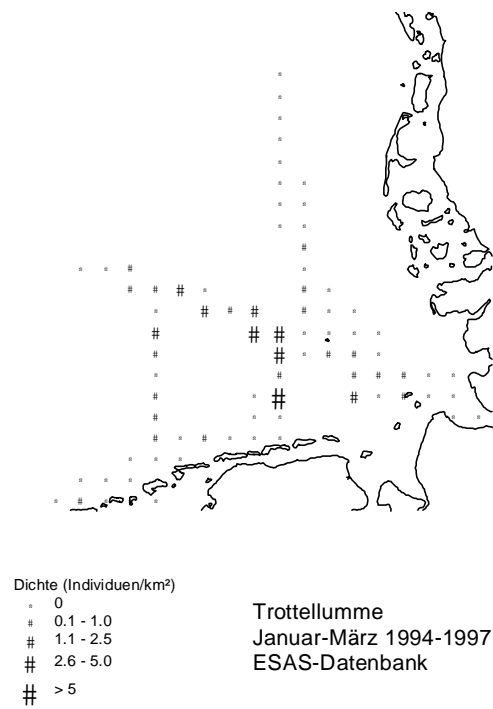 Dichte (Individuen/km²)
0
0.1 - 1.0
# 1.1 - 2.5
# 2.6 - 5.0
# > 5
Trottellumme
Januar-März 1994-1997
ESAS-Datenbank